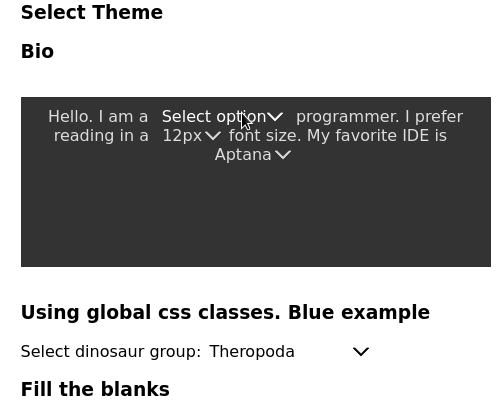 Select Theme
Bio
Hello. I am a Select option programmer. I prefer
reading in a 12px font size. My favorite IDE is
Aptana
Using global css classes. Blue example
Select dinosaur group: Theropoda
Fill the blanks